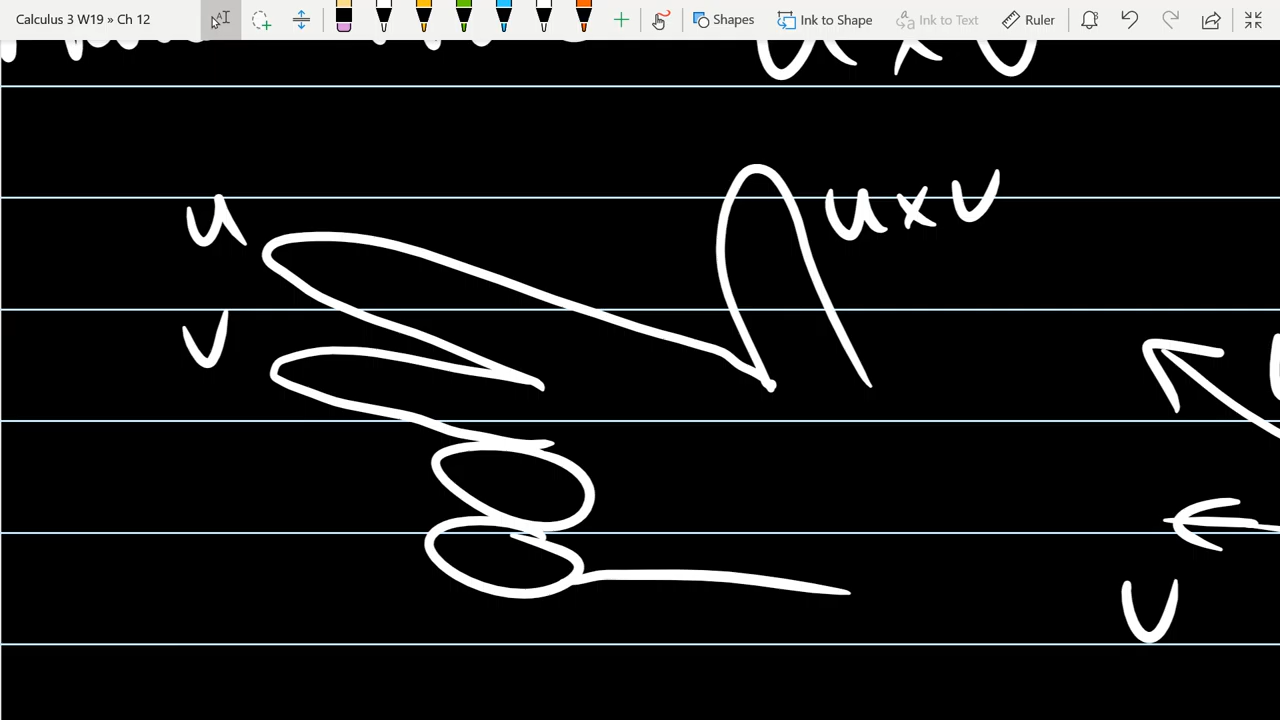 Calculus 3 W19 » Ch 12
Shapes
Ink to Shape
Ink to Text
Ruler
u x v
u
u x v
v
v